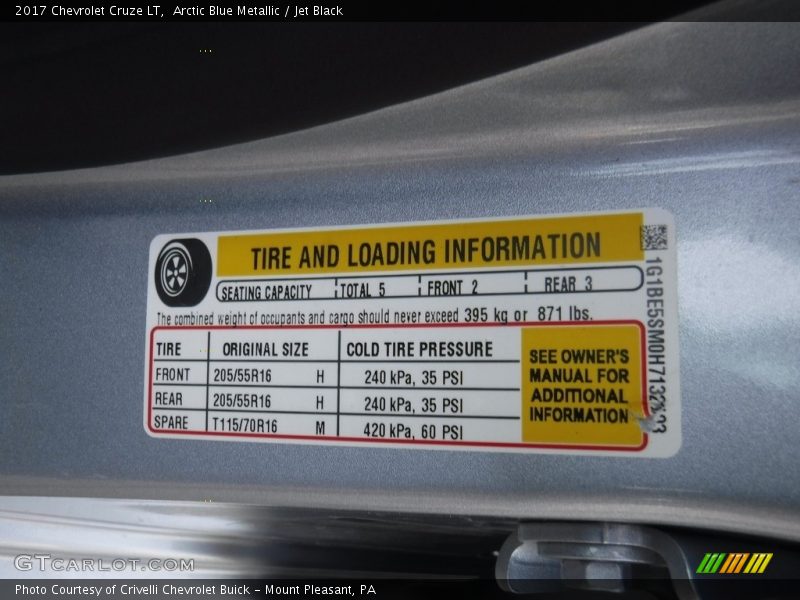 2017 Chevrolet Cruze LT, Arctic Blue Metallic / Jet Black
TIRE AND LOADING INFORMATION
SEATING CAPACITY TOTAL 5 FRONT 2 REAR 3
The combined weight of occupants and cargo should never exceed 395 kg or 871 lbs.
TIRE ORIGINAL SIZE COLD TIRE PRESSURE
FRONT 205/55R16 H 240 kPa, 35 PSI
REAR 205/55R16 H 240 kPa, 35 PSI
SPARE T115/70R16 M 420 kPa, 60 PSI
SEE OWNER'S
MANUAL FOR
ADDITIONAL
INFORMATION
GTCARLOT.COM
Photo Courtesy of Crivelli Chevrolet Buick - Mount Pleasant, PA